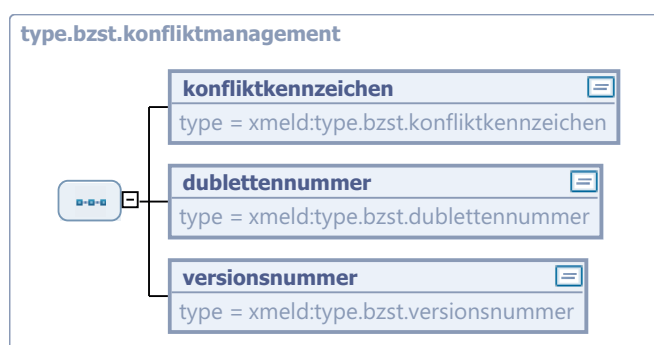 type.bzst.konfliktmanagement
konfliktkennzeichen
type = xmeld:type.bzst.konfliktkennzeichen
dublettennummer
type = xmeld:type.bzst.dublettennummer
versionsnummer
type = xmeld:type.bzst.versionsnummer